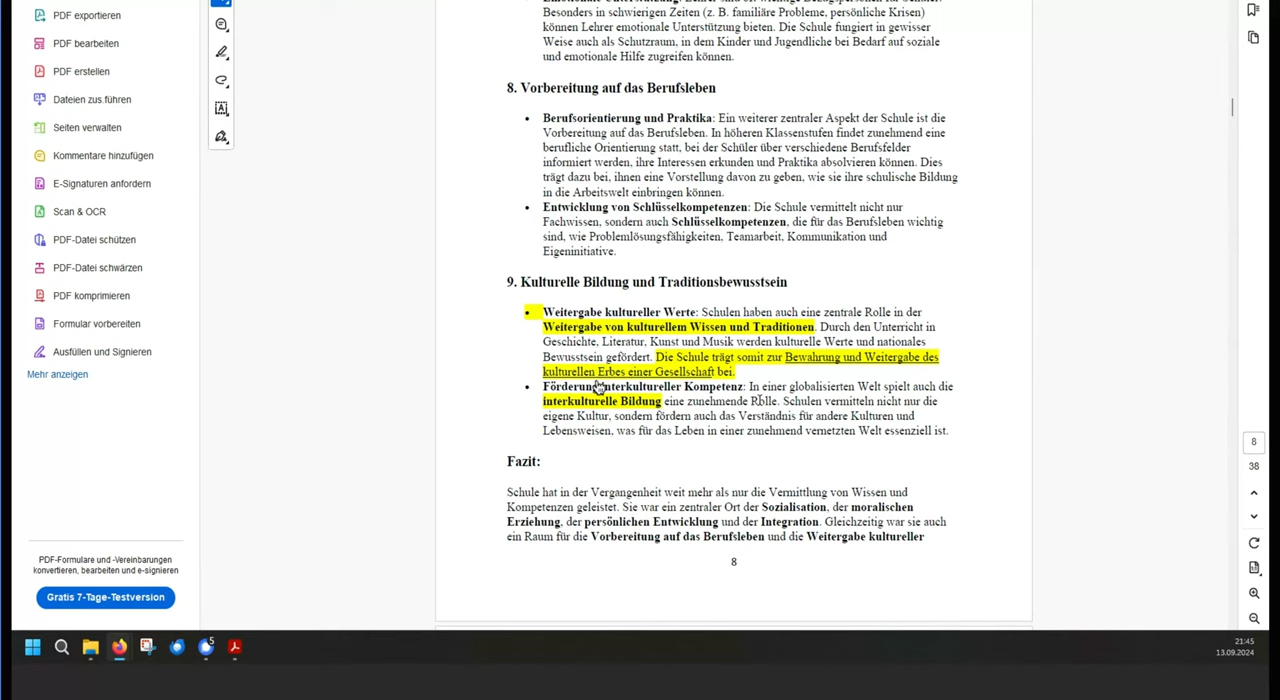 PDF exportieren
PDF bearbeiten
PDF erstellen
Dateien zus.führen
Seiten verwalten
Kommentare hinzufügen
E-Signaturen anfordern
Scan & OCR
PDF-Datei schützen
PDF-Datei schwärzen
PDF komprimieren
Formular vorbereiten
Ausfüllen und Signieren
Mehr anzeigen
PDF-Formulare und -Vereinbarungen
konvertieren, bearbeiten und e-signieren
Gratis 7-Tage-Testversion
Besonders in schwierigen Zeiten (z. B. familiäre Probleme, persönliche Krisen)
können Lehrer emotionale Unterstützung bieten. Die Schule fungiert in gewisser
Weise auch als Schutzraum, in dem Kinder und Jugendliche bei Bedarf auf soziale
und emotionale Hilfe zugreifen können.
8. Vorbereitung auf das Berufsleben
• Berufsorientierung und Praktika: Ein weiterer zentraler Aspekt der Schule ist die
Vorbereitung auf das Berufsleben. In höheren Klassenstufen findet zunehmend eine
berufliche Orientierung statt, bei der Schüler über verschiedene Berufsfelder
informiert werden, ihre Interessen erkunden und Praktika absolvieren können. Dies
trägt dazu bei, ihnen eine Vorstellung davon zu geben, wie sie ihre schulische Bildung
in die Arbeitswelt einbringen können.
• Entwicklung von Schlüsselkompetenzen: Die Schule vermittelt nicht nur
Fachwissen, sondern auch Schlüsselkompetenzen, die für das Berufsleben wichtig
sind, wie Problemlösungsfähigkeiten, Teamarbeit, Kommunikation und
Eigeninitiative.
9. Kulturelle Bildung und Traditionsbewusstsein
• Weitergabe kultureller Werte: Schulen haben auch eine zentrale Rolle in der
Weitergabe von kulturellem Wissen und Traditionen. Durch den Unterricht in
Geschichte, Literatur, Kunst und Musik werden kulturelle Werte und nationales
Bewusstsein gefördert. Die Schule trägt somit zur Bewahrung und Weitergabe des
kulturellen Erbes einer Gesellschaft bei.
• Förderung interkultureller Kompetenz: In einer globalisierten Welt spielt auch die
interkulturelle Bildung eine zunehmende Rolle. Schulen vermitteln nicht nur die
eigene Kultur, sondern fördern auch das Verständnis für andere Kulturen und
Lebensweisen, was für das Leben in einer zunehmend vernetzten Welt essenziell ist.
Fazit:
Schule hat in der Vergangenheit weit mehr als nur die Vermittlung von Wissen und
Kompetenzen geleistet. Sie war ein zentraler Ort der Sozialisation, der moralischen
Erziehung, der persönlichen Entwicklung und der Integration. Gleichzeitig war sie auch
ein Raum für die Vorbereitung auf das Berufsleben und die Weitergabe kultureller
8
8
38
5
21:45
13.09.2024